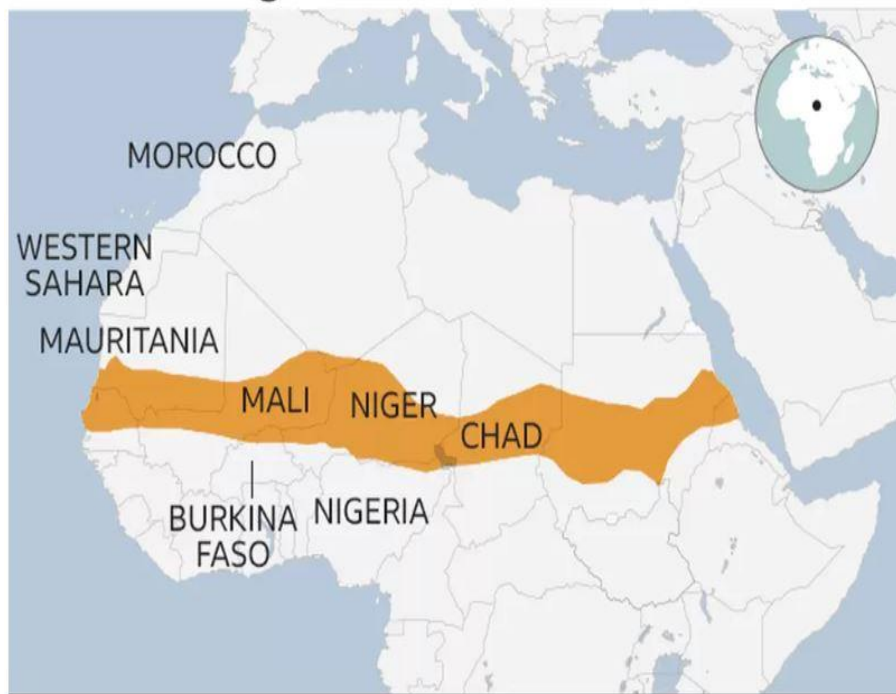 MOROCCO
WESTERN
SAHARA
MAURITANIA
MALI
NIGER
CHAD
BURKINA
FASO
NIGERIA